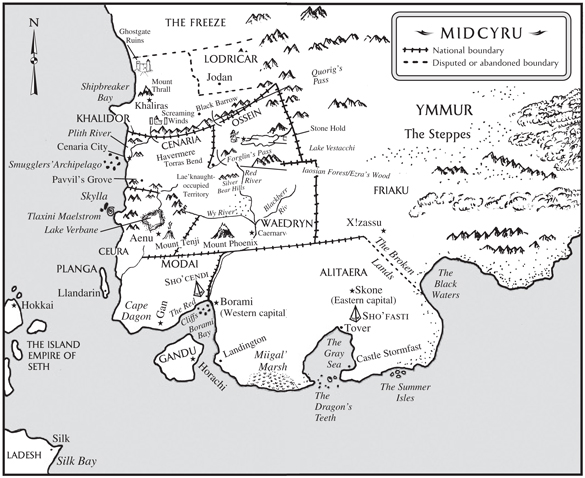 MIDCYRU
National boundary
Disputed or abandoned boundary
N
THE FREEZE
Ghostgate
Ruins
LODRICAR
Jodan
Quorig's
Pass
Mount
Thrall
Shipbreaker
Bay
Khaliras
Black Barrow
YMMUR
The Steppes
Screaming
Winds
KHALIDOR
OSSEIN
Plith River
CENARIA
Stone Hold
Cenaria City
Havermere
Torras Bend
Lake Vestacchi
Forglin's Pass
Smugglers' Archipelago
Red
River
Iaosian Forest/Ezra's Wood
Pavvil's Grove
Lae'knaught-
occupied
Territory
Silver
Bear Hills
FRIAKU
Skylla
Blackberr
Riv
Tlaxini Maelstrom
Wy River
WAEDRYN
X!zassu
Lake Verbane
Caernarv
Aenu
Mount Tenji
Mount Phoenix
The Broken
Lands
CEURA
MODAI
PLANGA
SHO'CENDI
ALITAERA
The
Black
Waters
Llandarin
Skone
(Eastern capital)
Hokkai
Cape
Dagon
Gan
The Red
Cliffs
Borami
(Western capital)
SHO'FASTI
Borami
Bay
Tover
THE ISLAND
EMPIRE OF
SETH
GANDU
Landington
The
Gray
Sea
Castle Stormfast
Horachi
Miigal'
Marsh
The Summer
Isles
The
Dragon's
Teeth
Silk
LADESH
Silk Bay